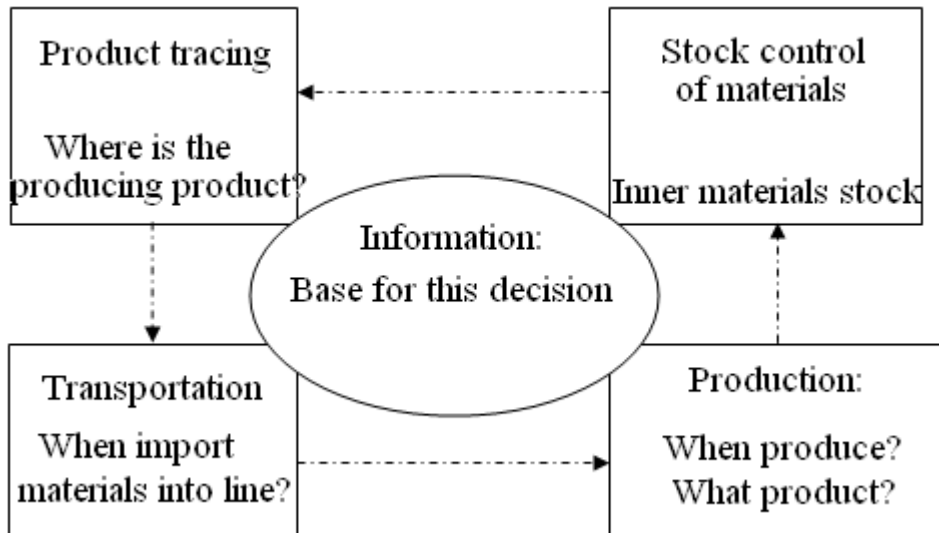 Product tracing
Where is the
producing product?
Stock control
of materials
Inner materials stock
Information:
Base for this decision
Transportation
When import
materials into line?
Production:
When produce?
What product?